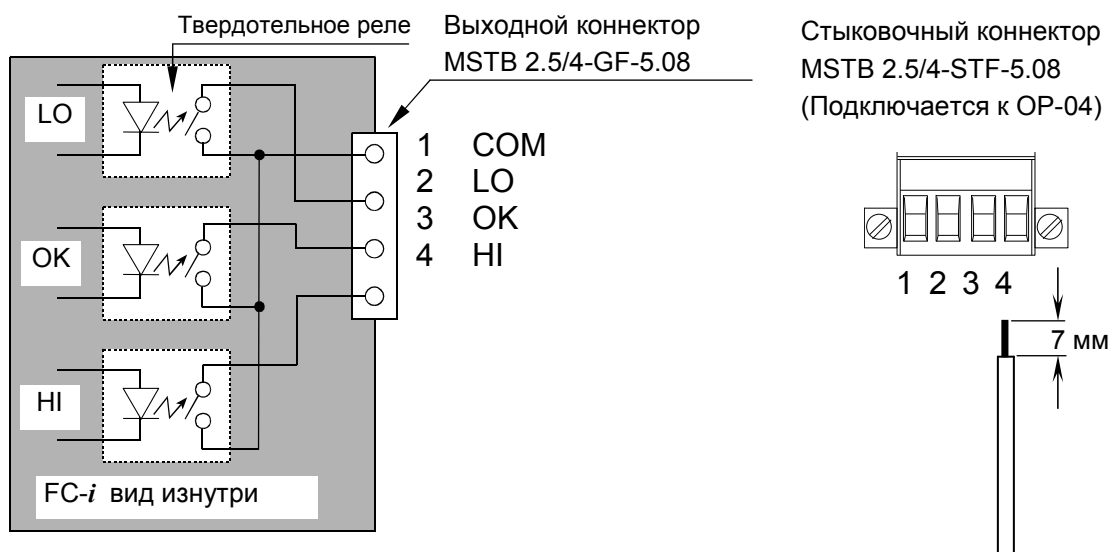 Твердотельное реле
Выходной коннектор
MSTB 2.5/4-GF-5.08
Стыковочный коннектор
MSTB 2.5/4-STF-5.08
(Подключается к OP-04)
LO
OK
HI
1 COM
2 LO
3 OK
4 HI
1 2 3 4
7 мм
FC-i вид изнутри